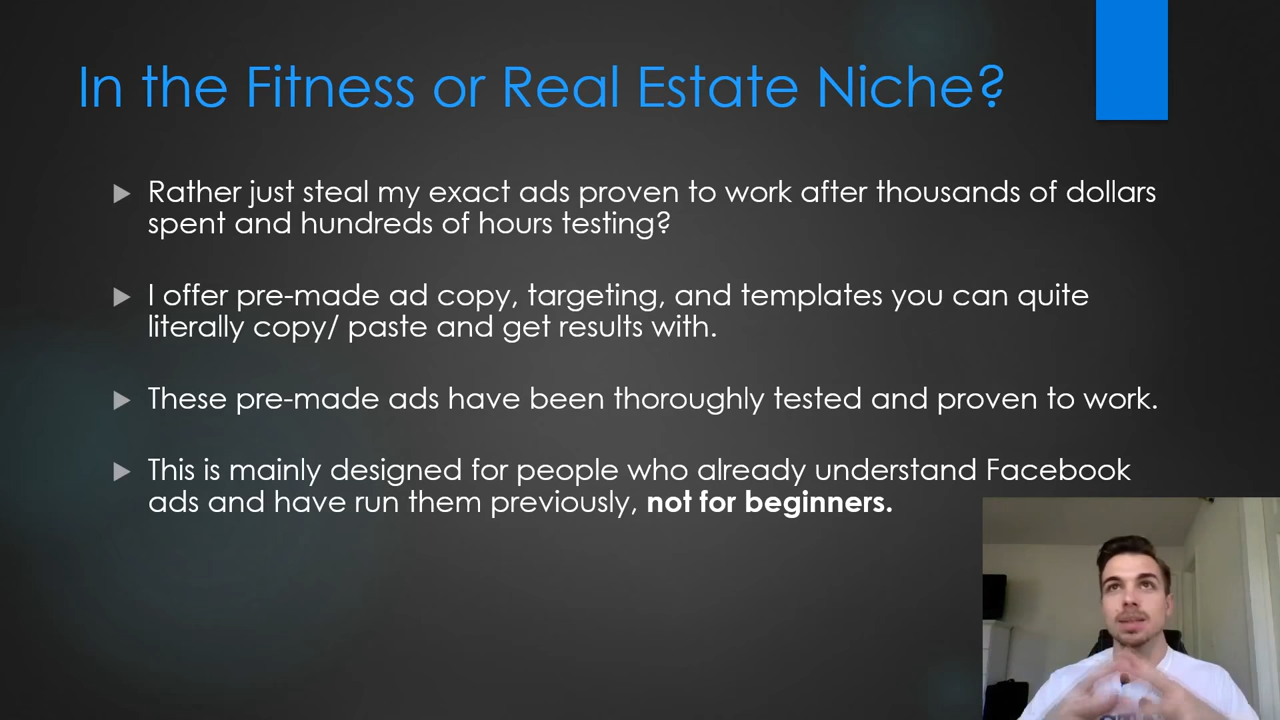 In the Fitness or Real Estate Niche?
Rather just steal my exact ads proven to work after thousands of dollars
spent and hundreds of hours testing?
I offer pre-made ad copy, targeting, and templates you can quite
literally copy/ paste and get results with.
These pre-made ads have been thoroughly tested and proven to work.
This is mainly designed for people who already understand Facebook
ads and have run them previously, not for beginners.